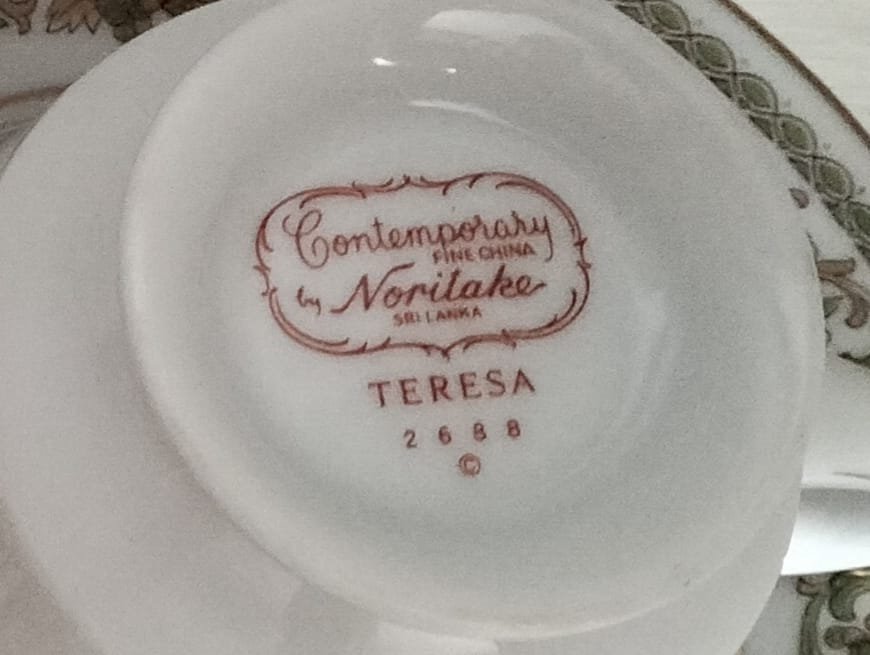 Contemporary
FINE CHINA
by Noritake
SRI LANKA
TERESA
2688
©